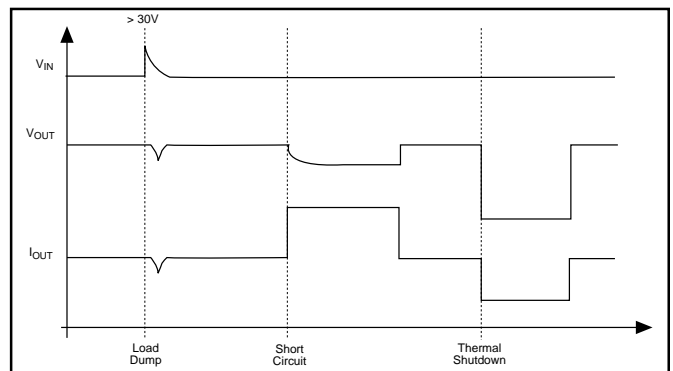 > 30V
VIN
VOUT
IOUT
Load
Dump
Short
Circuit
Thermal
Shutdown